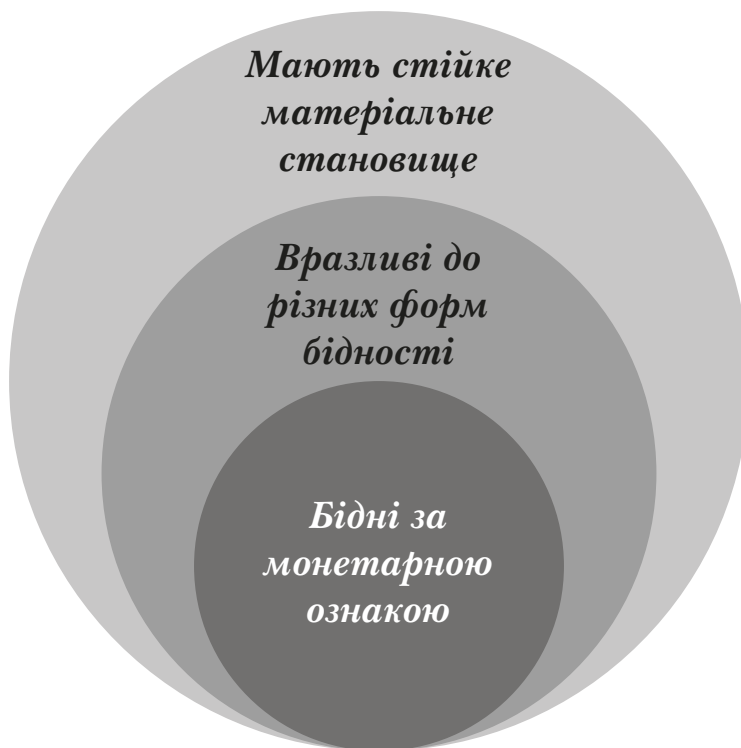 Мають стійке
матеріальне
становище
Вразливі до
різних форм
бідності
Бідні за
монетарною
ознакою